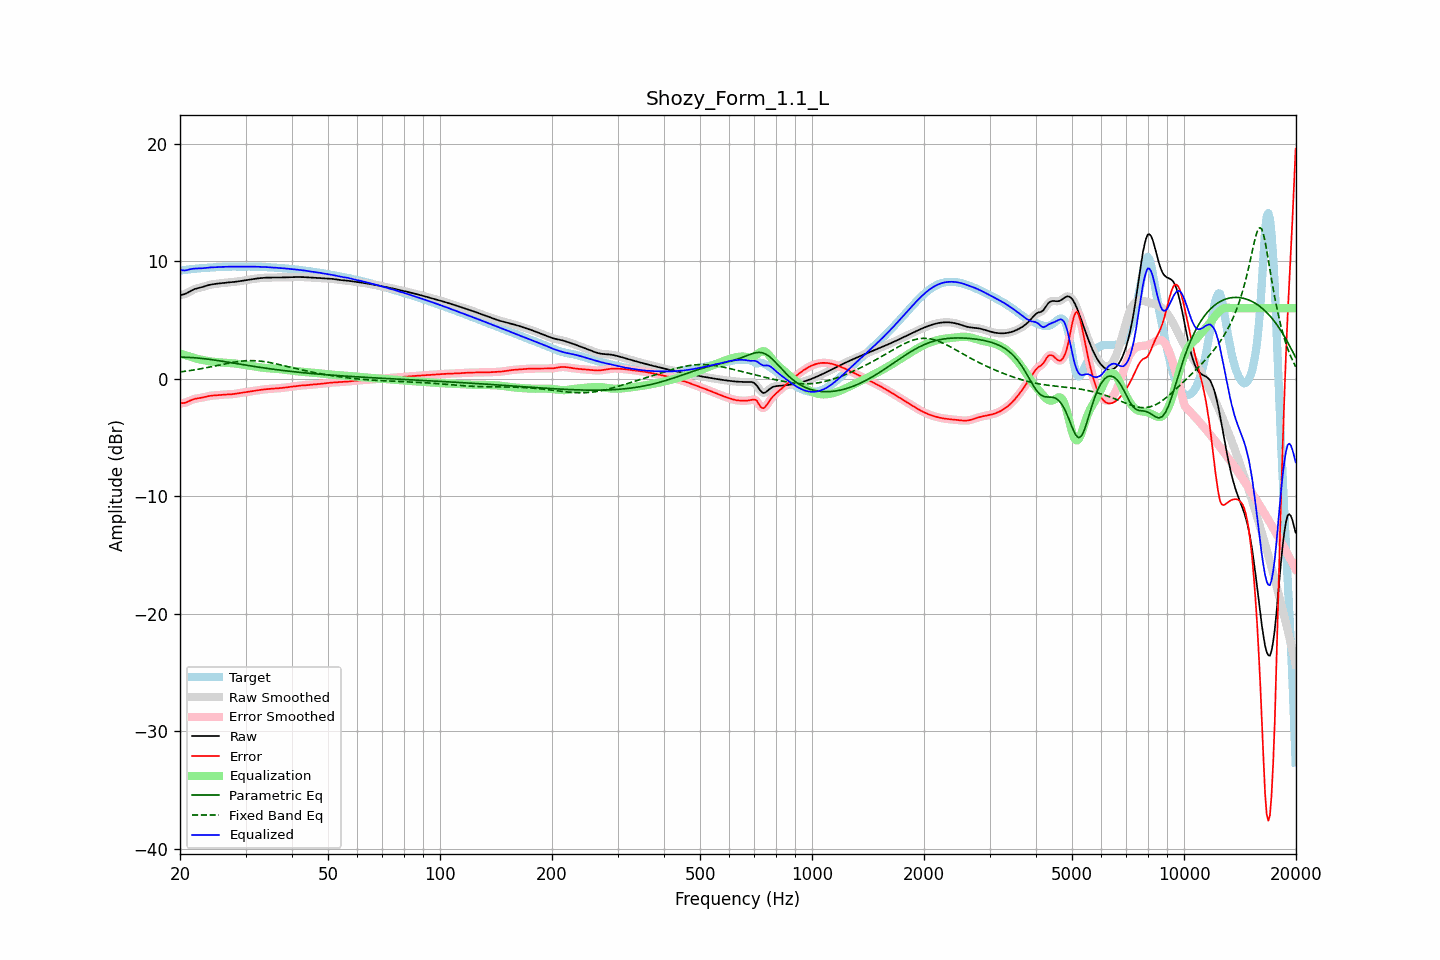 Shozy_Form_1.1_L
Amplitude (dBr)
20
10
0
−10
−20
−30
−40
Target
Raw Smoothed
Error Smoothed
Raw
Error
Equalization
Parametric Eq
Fixed Band Eq
Equalized
20 50 100 200 500 1000 2000 5000 10000 20000
Frequency (Hz)